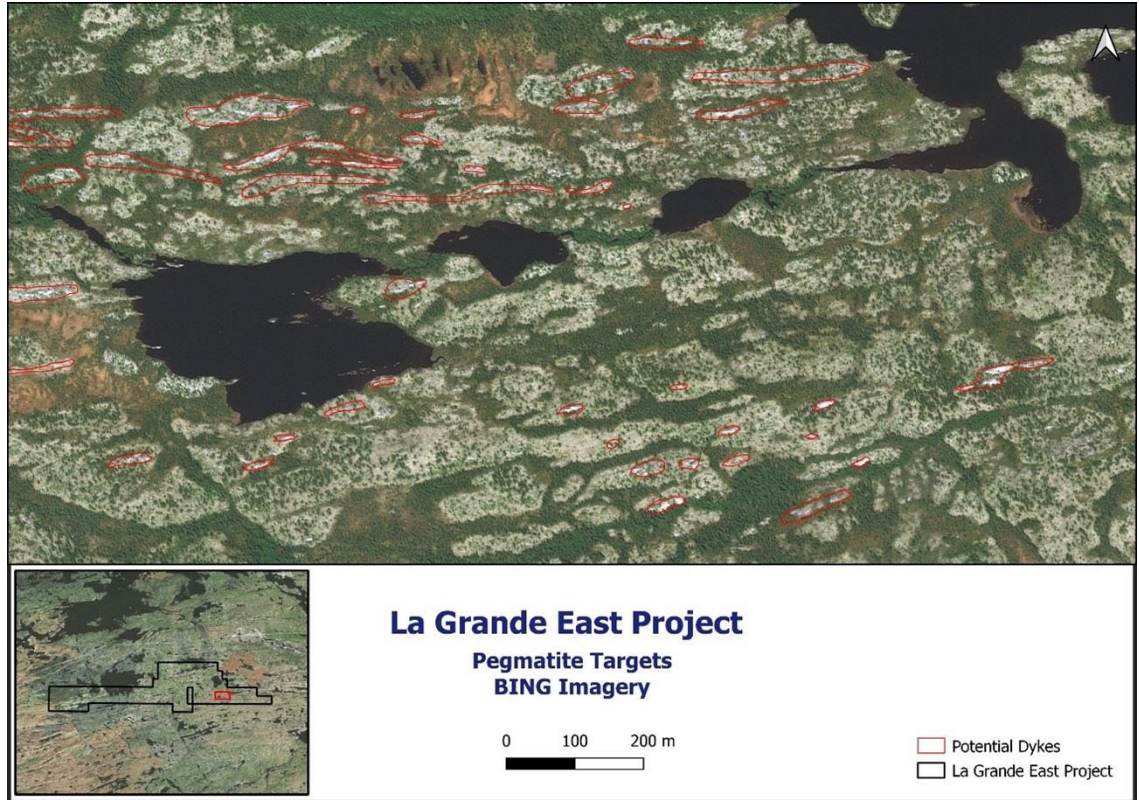 La Grande East Project
Pegmatite Targets
BING Imagery
0 100 200 m
Potential Dykes
La Grande East Project